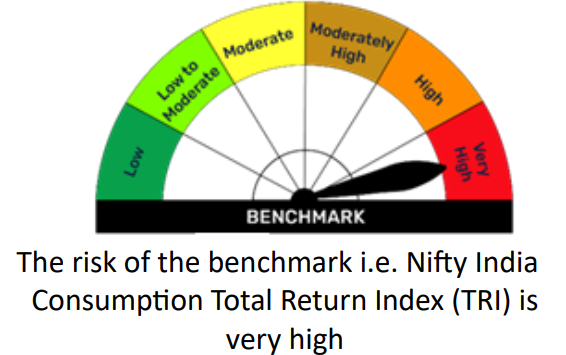 Low
Low to
Moderate
Moderate
Moderately
High
High
Very
High
BENCHMARK
The risk of the benchmark i.e. Nifty India
Consumption Total Return Index (TRI) is
very high